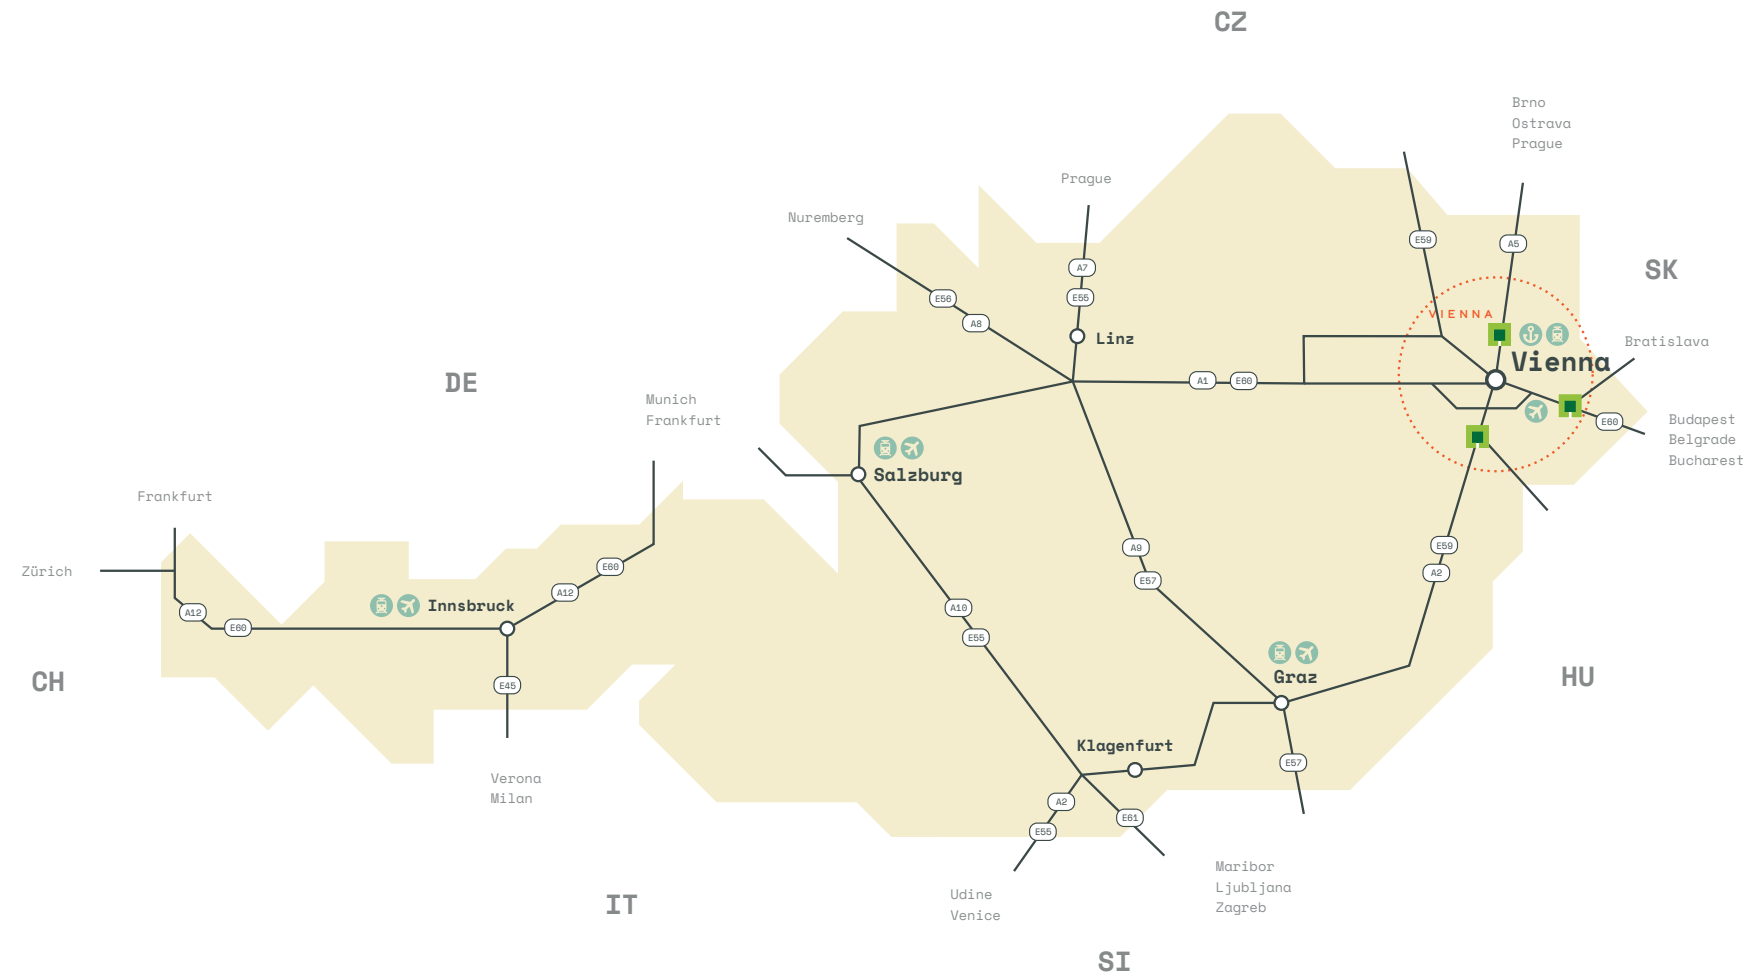 CZ
Brno
Ostrava
Prague
Prague
Nuremberg
E59
A5
SK
A7
E56
E55
A8
VIENNA
Linz
Bratislava
Vienna
DE
A1
E60
Munich
Frankfurt
E60
Budapest
Belgrade
Bucharest
Salzburg
Frankfurt
A9
E59
Zürich
E60
A12
E57
A2
A12
E60
Innsbruck
A10
E55
CH
E45
Graz
HU
Klagenfurt
E57
Verona
Milan
A2
E61
E55
Maribor
Ljubljana
Zagreb
IT
Udine
Venice
SI